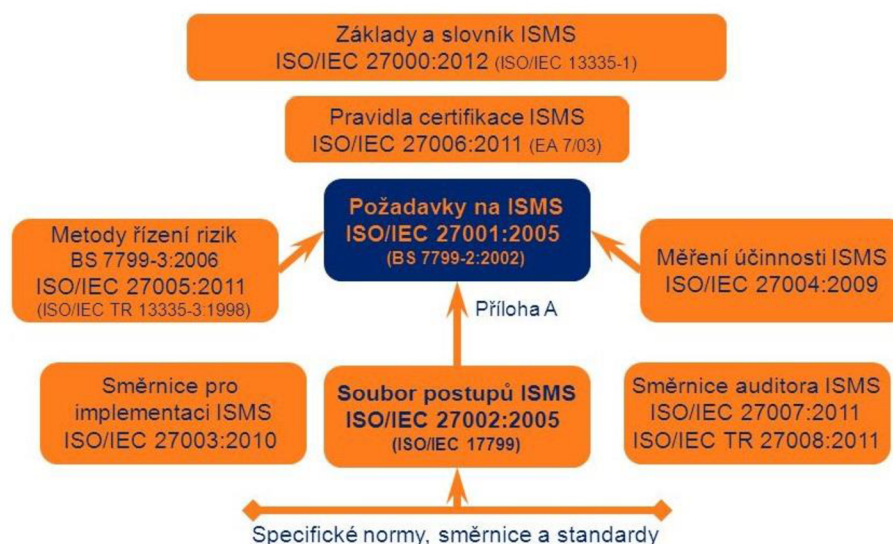 Základy a slovník ISMS
ISO/IEC 27000:2012 (ISO/IEC 13335-1)
Pravidla certifikace ISMS
ISO/IEC 27006:2011 (EA 7/03)
Požadavky na ISMS
ISO/IEC 27001:2005
(BS 7799-2:2002)
Metody řízení rizik
BS 7799-3:2006
ISO/IEC 27005:2011
(ISO/IEC TR 13335-3:1998)
Měření účinnosti ISMS
ISO/IEC 27004:2009
Příloha A
Směrnice pro
implementaci ISMS
ISO/IEC 27003:2010
Soubor postupů ISMS
ISO/IEC 27002:2005
(ISO/IEC 17799)
Směrnice auditora ISMS
ISO/IEC 27007:2011
ISO/IEC TR 27008:2011
Specifické normy, směrnice a standardy